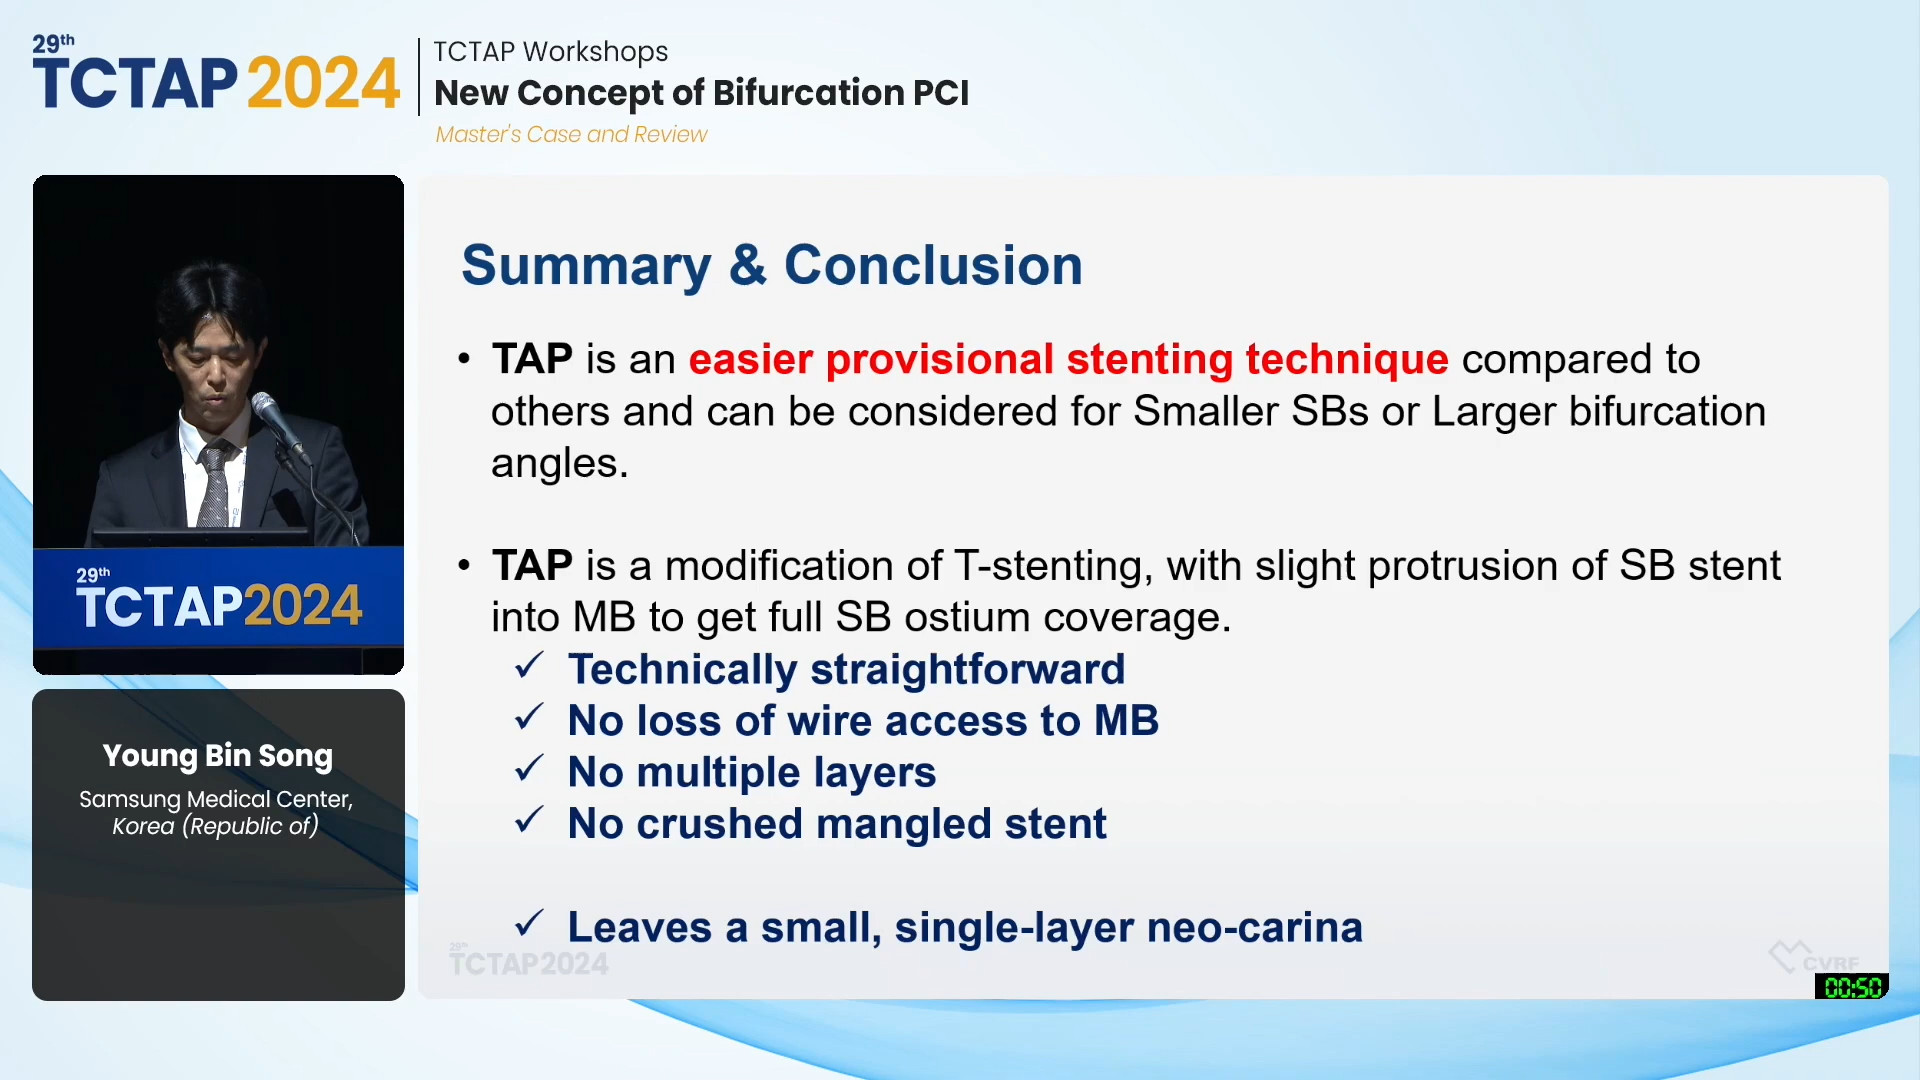 29th
TCTAP 2024
TCTAP Workshops
New Concept of Bifurcation PCI
Master's Case and Review
29th
TCTAP2024
Young Bin Song
Samsung Medical Center,
Korea (Republic of)
Summary & Conclusion
• TAP is an easier provisional stenting technique compared to
others and can be considered for Smaller SBs or Larger bifurcation
angles.
• TAP is a modification of T-stenting, with slight protrusion of SB stent
into MB to get full SB ostium coverage.
✓ Technically straightforward
✓ No loss of wire access to MB
✓ No multiple layers
✓ No crushed mangled stent
✓ Leaves a small, single-layer neo-carina
29th
TCTAP2024
CVRF
00:50